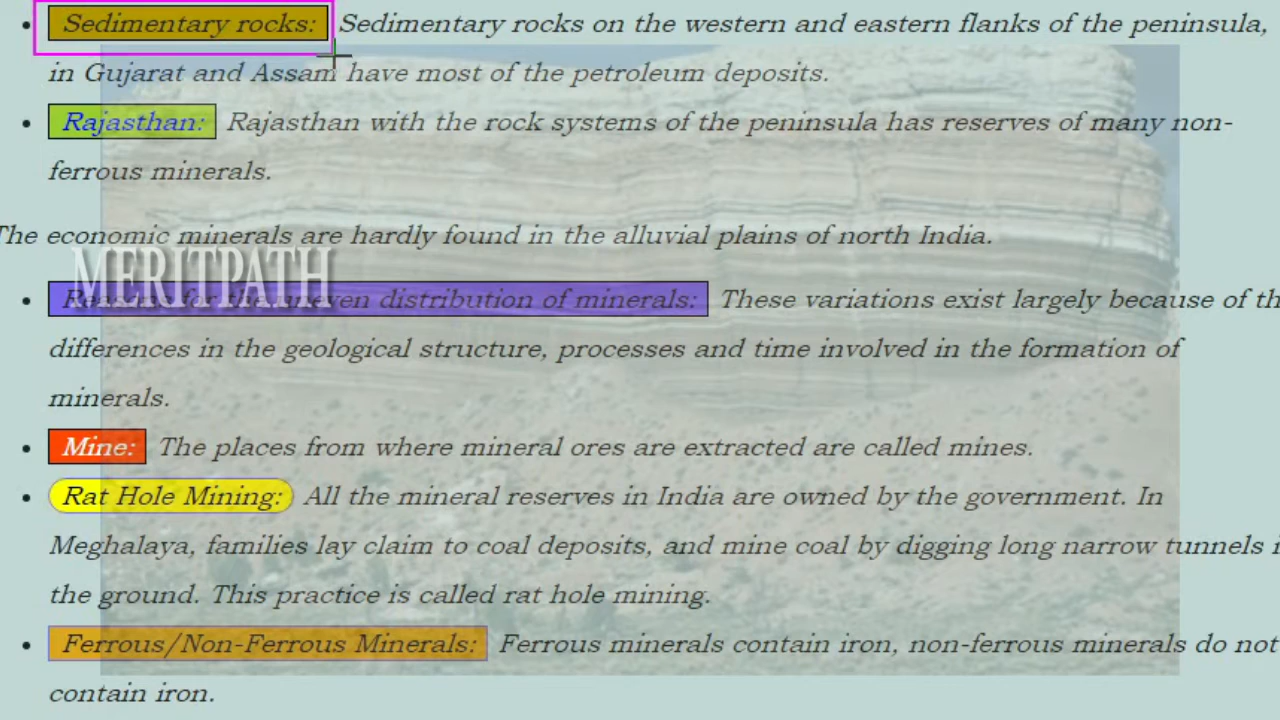 • Sedimentary rocks: Sedimentary rocks on the western and eastern flanks of the peninsula,
in Gujarat and Assam have most of the petroleum deposits.
• Rajasthan: Rajasthan with the rock systems of the peninsula has reserves of many non-
ferrous minerals.
The economic minerals are hardly found in the alluvial plains of north India.
MERITPATH
• Reasons for the uneven distribution of minerals: These variations exist largely because of th
differences in the geological structure, processes and time involved in the formation of
minerals.
• Mine: The places from where mineral ores are extracted are called mines.
• Rat Hole Mining: All the mineral reserves in India are owned by the government. In
Meghalaya, families lay claim to coal deposits, and mine coal by digging long narrow tunnels i
the ground. This practice is called rat hole mining.
• Ferrous/Non-Ferrous Minerals: Ferrous minerals contain iron, non-ferrous minerals do not
contain iron.